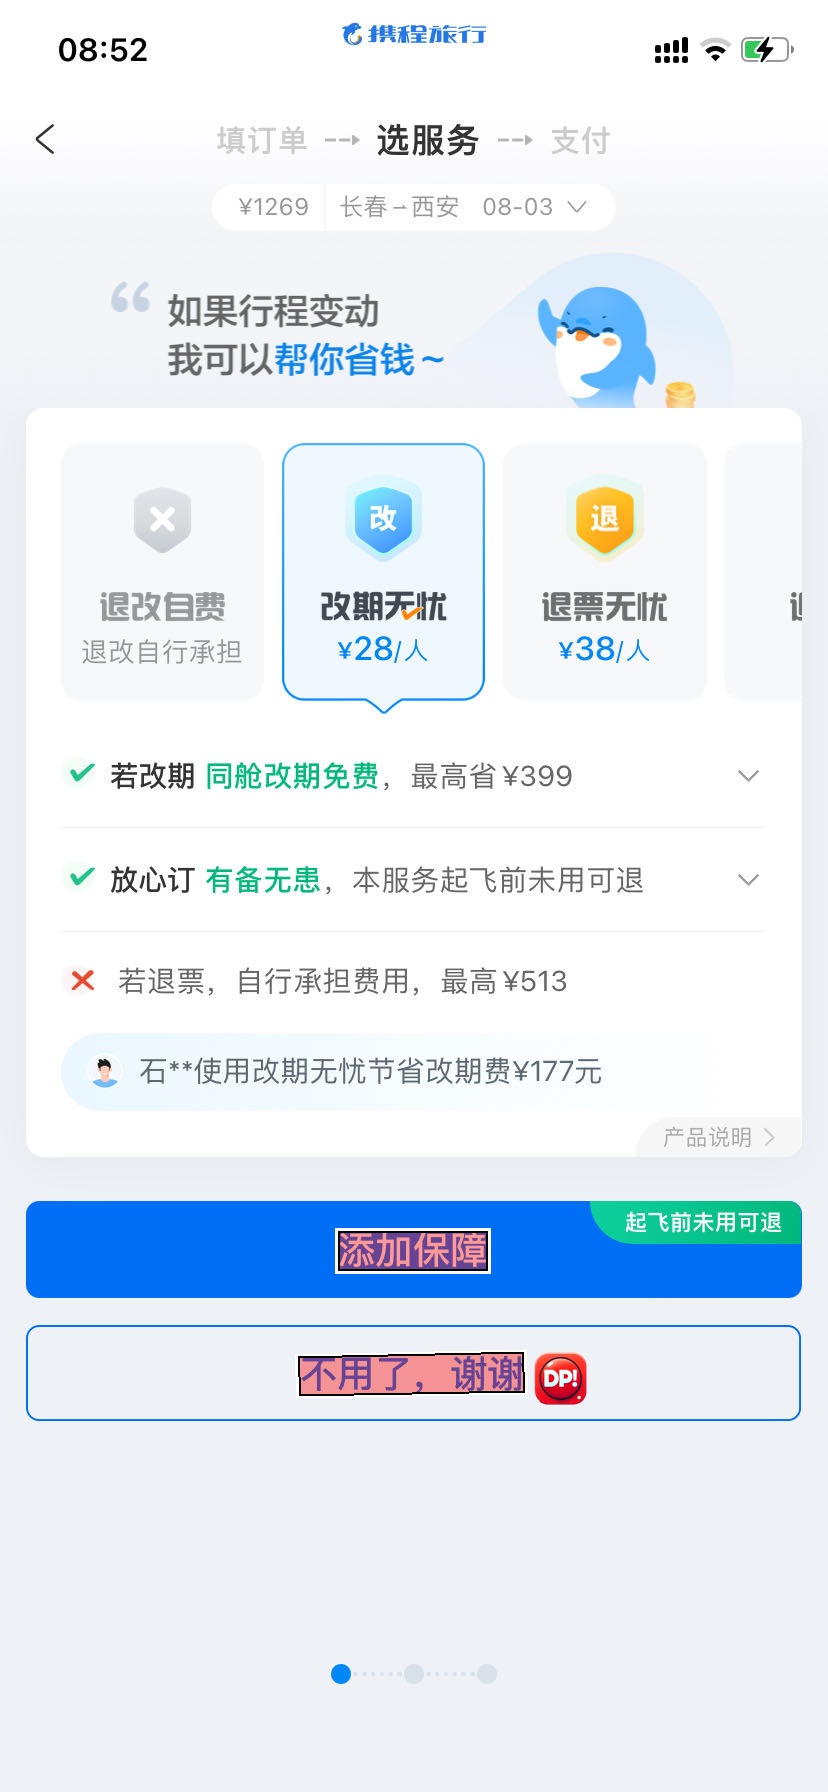 08:52
携程旅行
填订单 选服务 支付
¥1269 长春 西安 08-03
如果行程变动
我可以帮你省钱~
改 退
退改自费 改期无忧 退票无忧
退改自行承担 ¥28/人 ¥38/人
若改期 同舱改期免费，最高省¥399
放心订 有备无患，本服务起飞前未用可退
若退票，自行承担费用，最高¥513
石**使用改期无忧节省改期费¥177元
产品说明
起飞前未用可退
添加保障
不用了，谢谢 DP!